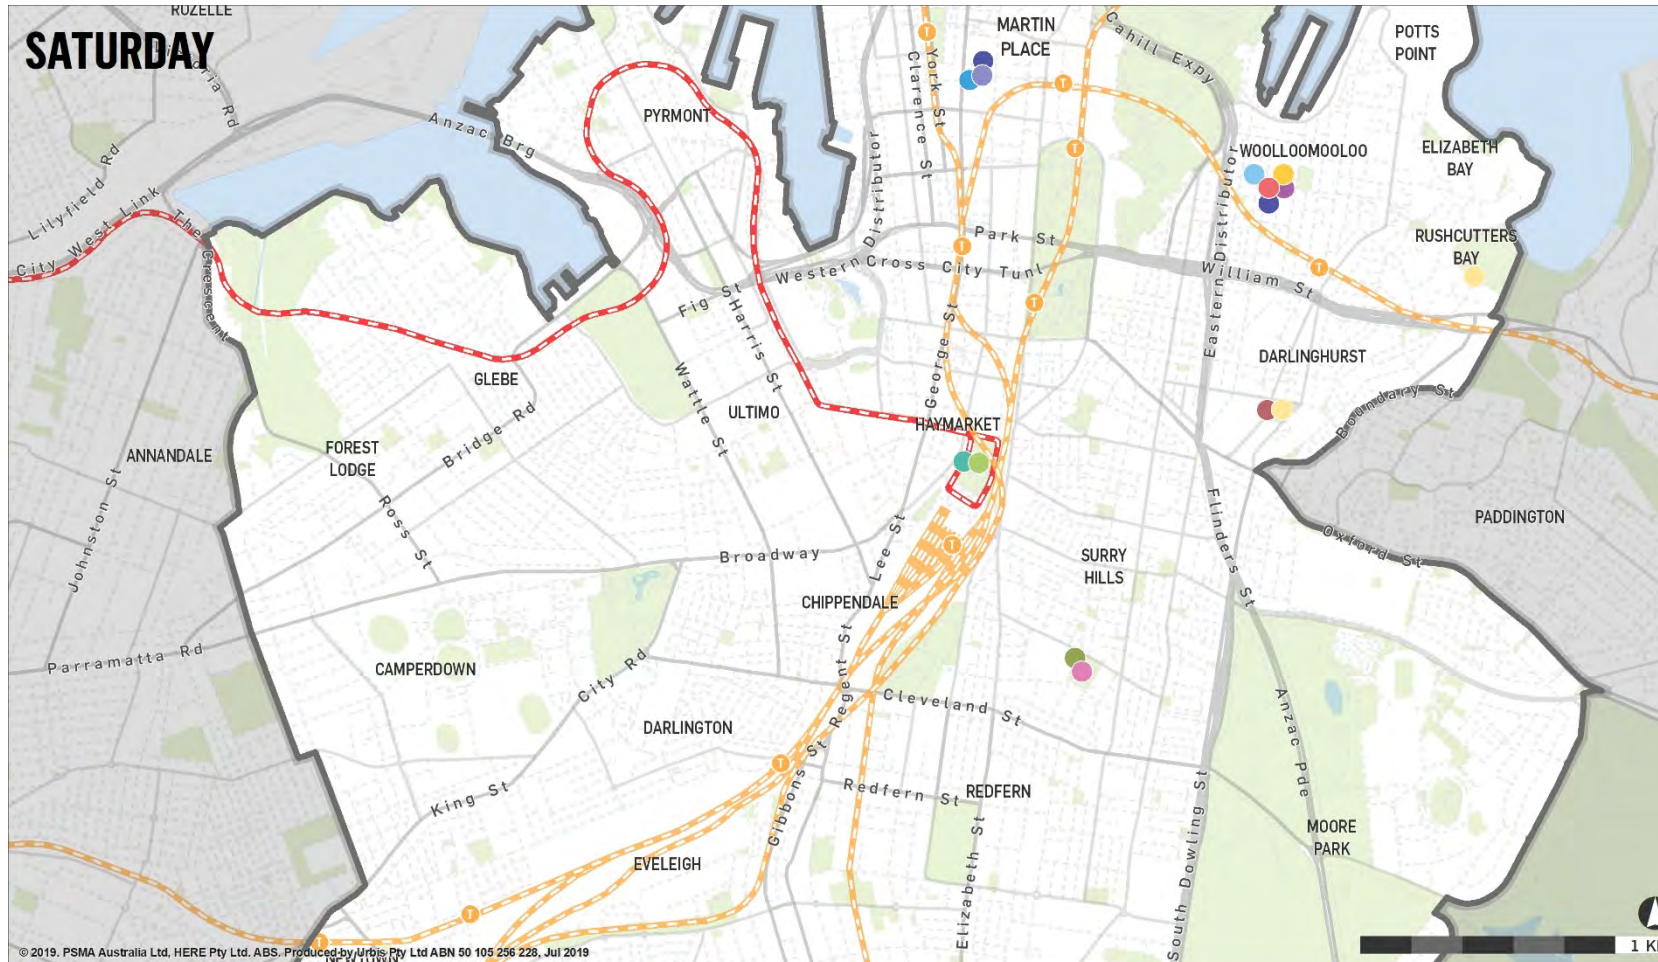 SATURDAY
ROZELLE
Victoria Rd
Lilyfield Rd
City West Link
The Crescent
Anzac Brg
PYRMONT
MARTIN
PLACE
York St
Clarence St
Cahill Expy
POTTS
POINT
WOOLLOOMOOLOO
ELIZABETH
BAY
RUSHCUTTERS
BAY
Western Distributor
Park St
Cross City Tunl
William St
Eastern Distributor
Fig St
Harris St
George St
Wattle St
GLEBE
ULTIMO
HAYMARKET
DARLINGHURST
Boundary St
ANNANDALE
FOREST
LODGE
Bridge Rd
Ross St
Johnston St
Broadway
Lee St
SURRY
HILLS
Flinders St
Oxford St
PADDINGTON
CHIPPENDALE
Parramatta Rd
CAMPERDOWN
City Rd
Regent St
Cleveland St
DARLINGTON
Anzac Pde
King St
Gibbons St
Redfern St
REDFERN
South Dowling St
MOORE
PARK
EVELEIGH
Elizabeth St
NEWTOWN
T
T
T
T
T
T
T
T
T
T
T
© 2019. PSMA Australia Ltd, HERE Pty Ltd. ABS. Produced by Urbis Pty Ltd ABN 50 105 256 228, Jul 2019